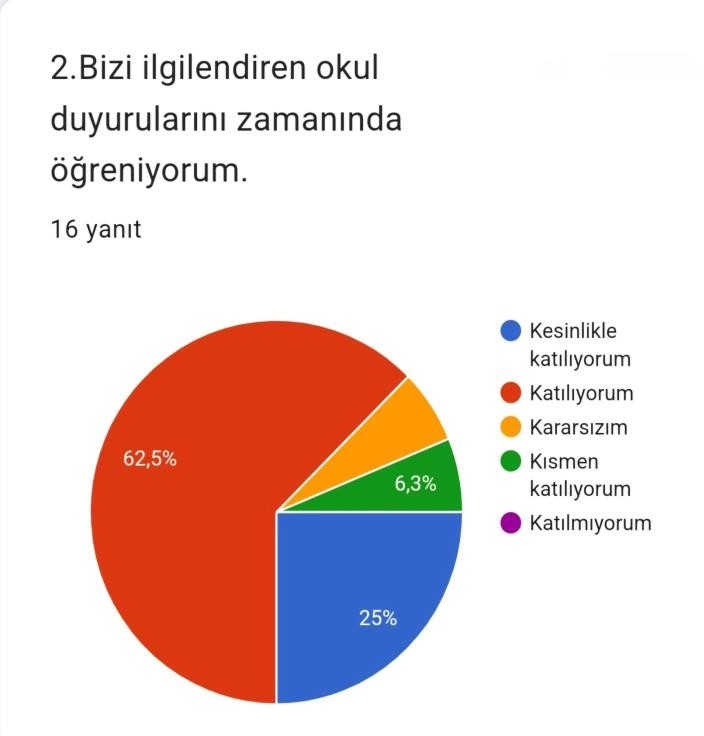 2.Bizi ilgilendiren okul
duyurularını zamanında
öğreniyorum.
16 yanıt
62,5%
6,3%
25%
Kesinlikle
katılıyorum
Katılıyorum
Kararsızım
Kısmen
katılıyorum
Katılmıyorum